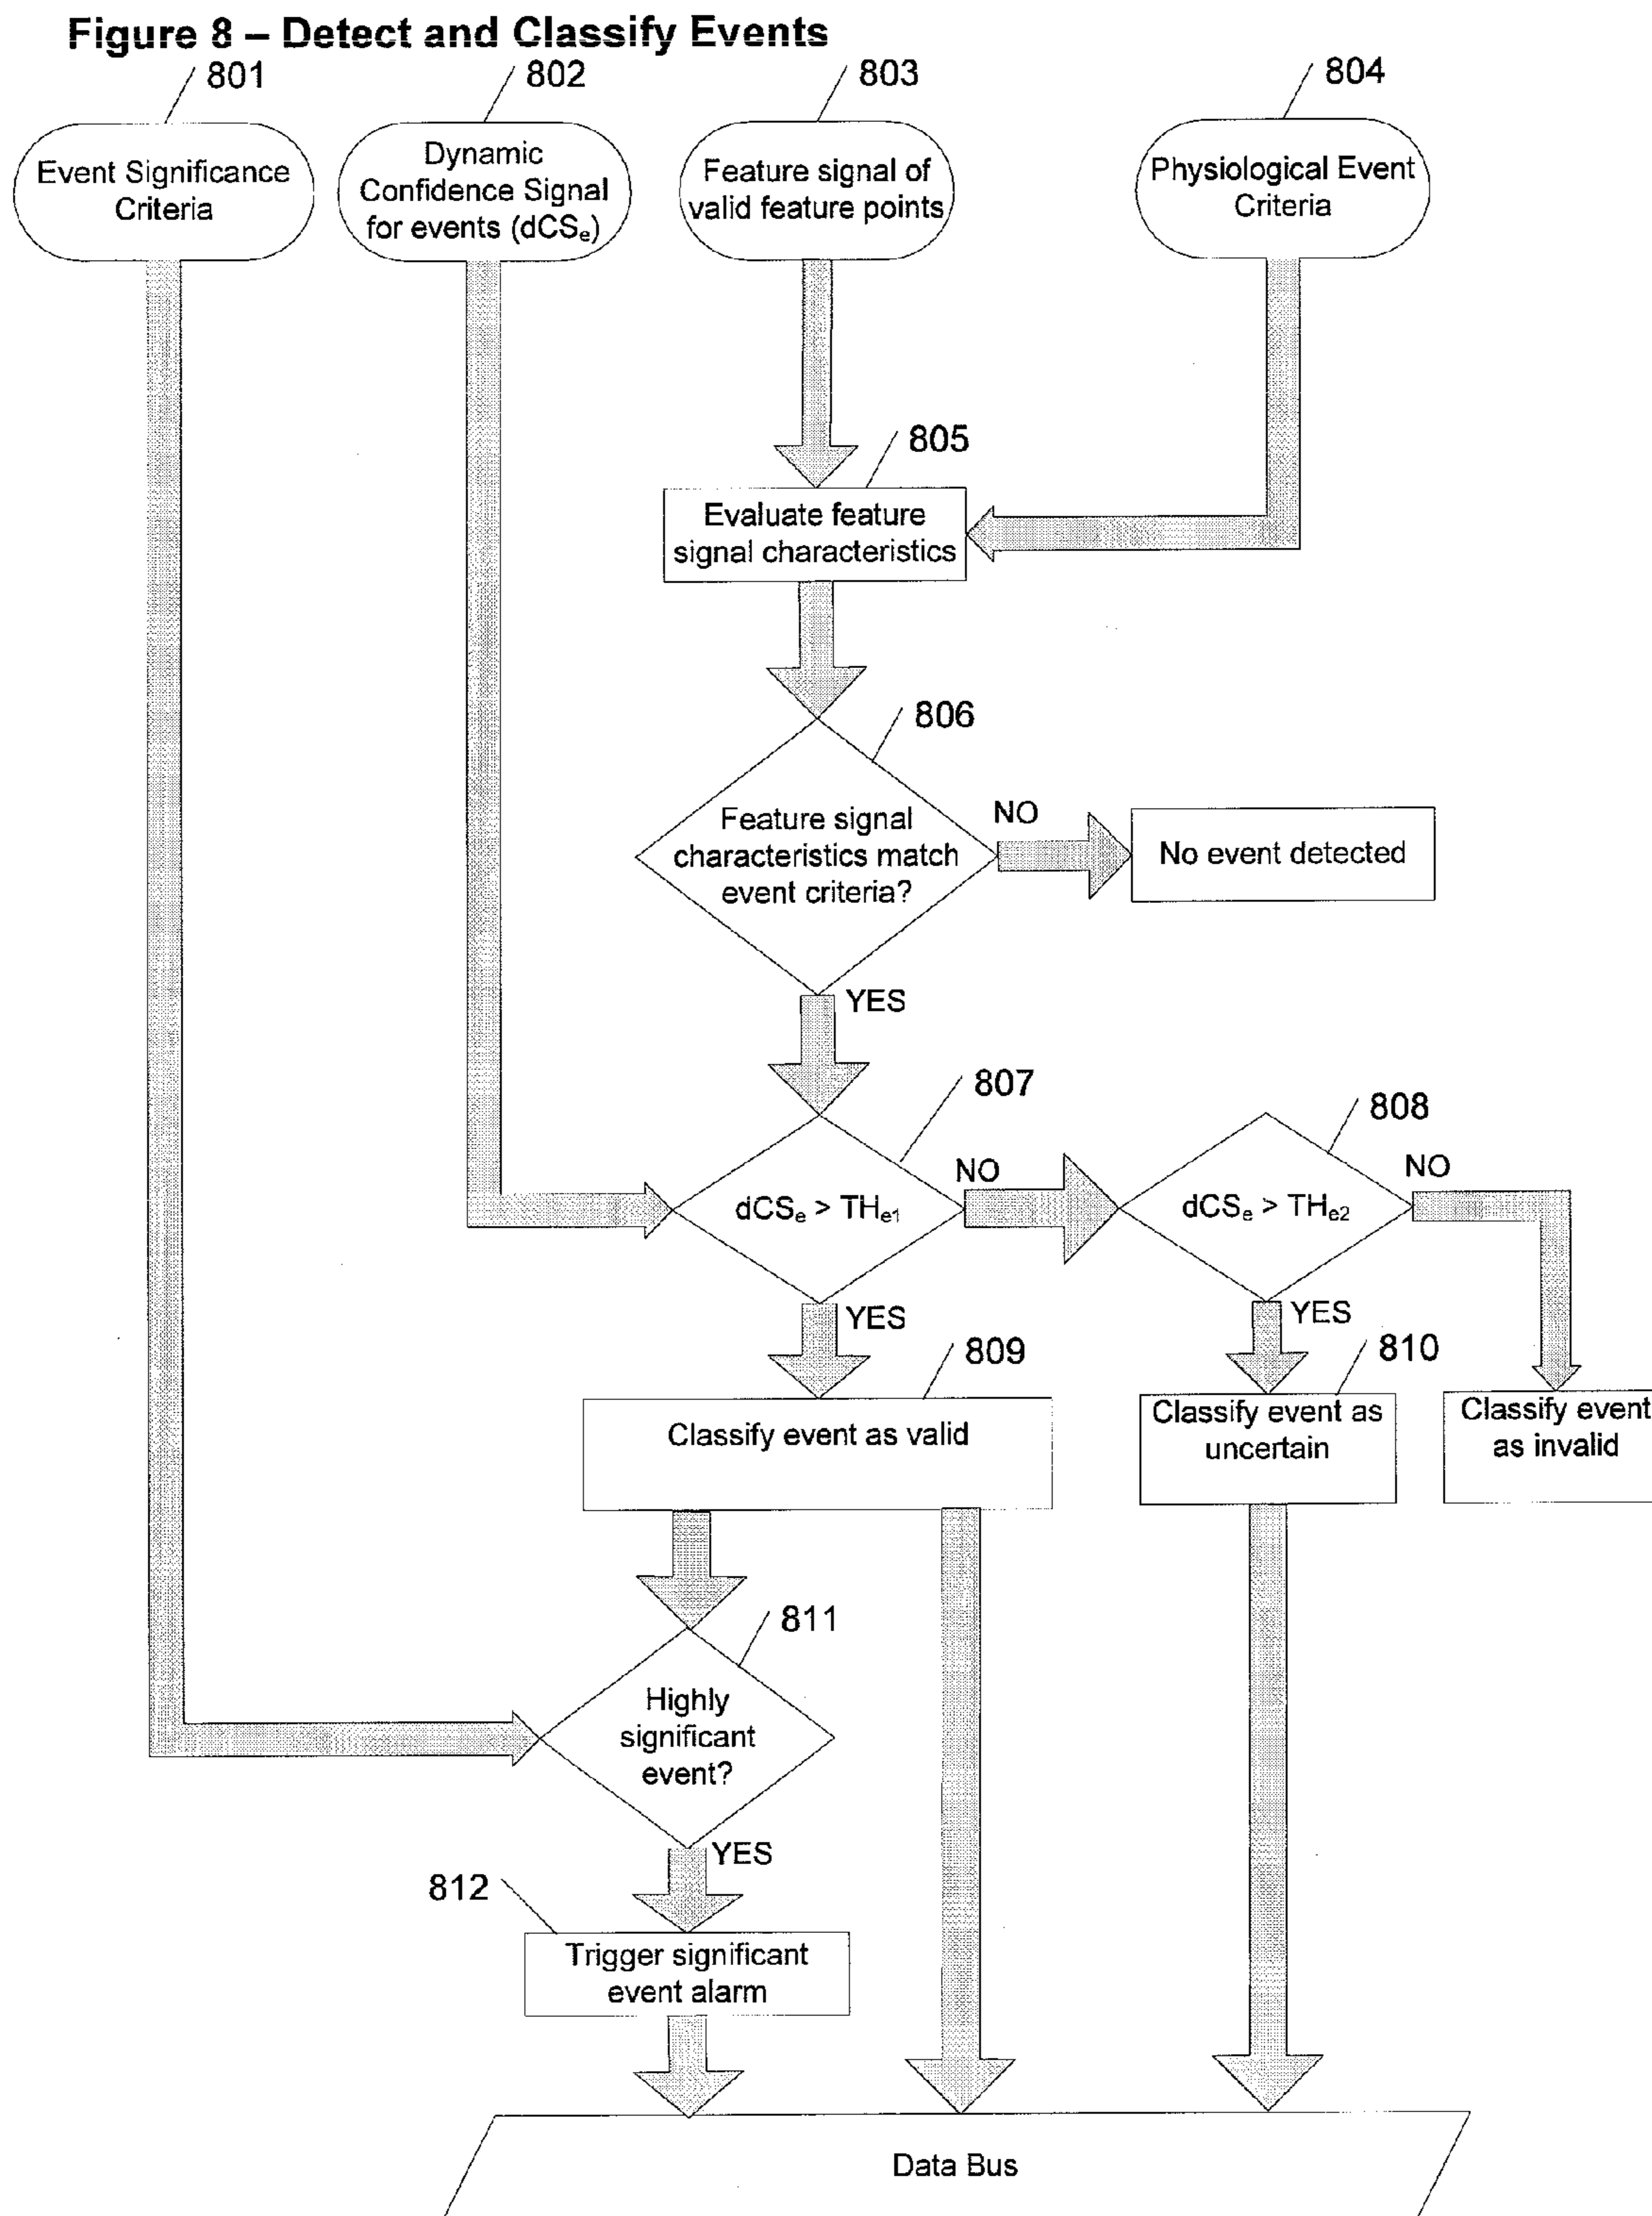 Figure 8 – Detect and Classify Events
801
802
803
804
Event Significance
Criteria
Dynamic
Confidence Signal
for events (dCSe)
Feature signal of
valid feature points
Physiological Event
Criteria
805
Evaluate feature
signal characteristics
806
Feature signal
characteristics match
event criteria?
NO
No event detected
YES
807
808
dCSe > THe1
NO
dCSe > THe2
NO
YES
YES
809
810
Classify event as valid
Classify event as
uncertain
Classify event
as invalid
811
Highly
significant
event?
YES
812
Trigger significant
event alarm
Data Bus